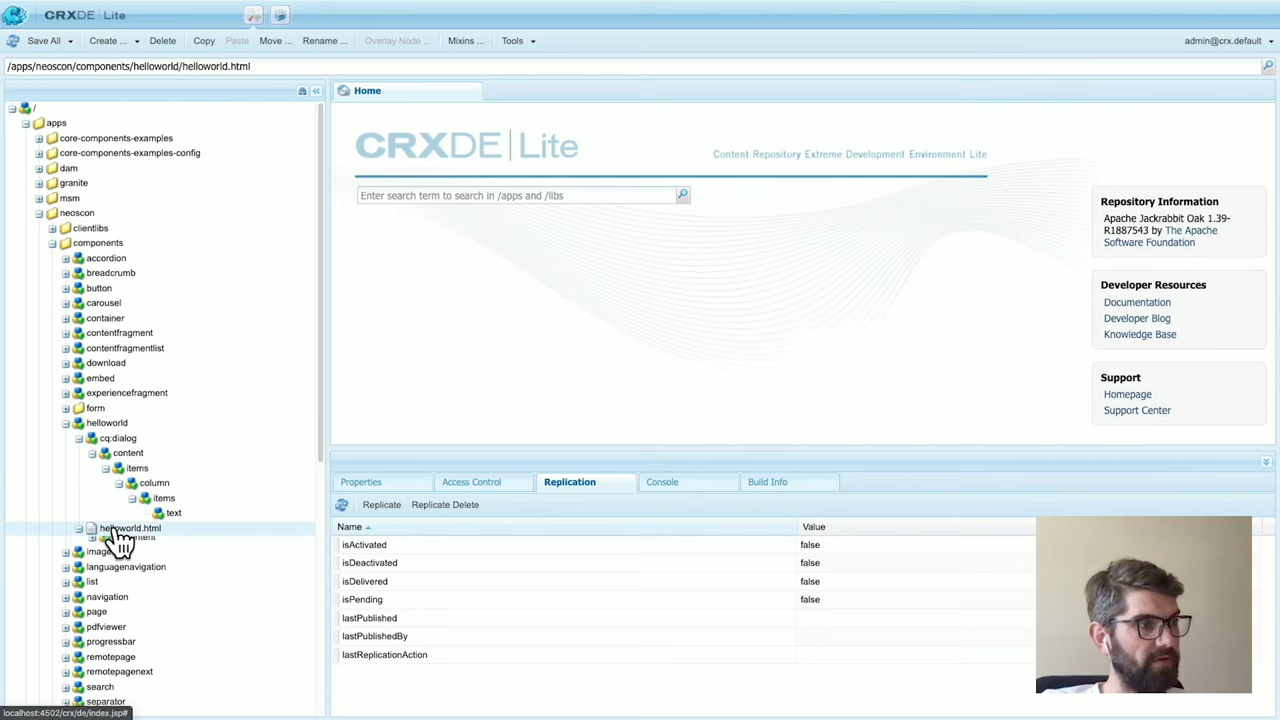 CRXDE | Lite
Save All Create ... Delete Copy Paste Move ... Rename ... Overlay Node ... Mixins ... Tools admin@crx.default
/apps/neoscon/components/helloworld/helloworld.html
/
apps
core-components-examples
core-components-examples-config
dam
granite
msm
neoscon
clientlibs
components
accordion
breadcrumb
button
carousel
container
contentfragment
contentfragmentlist
download
embed
experiencefragment
form
helloworld
cq:dialog
content
items
column
items
text
helloworld.html
languagenavigation
list
navigation
page
pdfviewer
progressbar
remotepage
remotepagenext
search
separator
localhost:4502/crx/de/index.jsp#
Home
CRXDE | Lite
Content Repository Extreme Development Environment Lite
Enter search term to search in /apps and /libs
Repository Information
Apache Jackrabbit Oak 1.39-
R1887543 by The Apache
Software Foundation
Developer Resources
Documentation
Developer Blog
Knowledge Base
Support
Homepage
Support Center
Properties Access Control Replication Console Build Info
Replicate Replicate Delete
Name Value
isActivated false
isDeactivated false
isDelivered false
isPending false
lastPublished
lastPublishedBy
lastReplicationAction